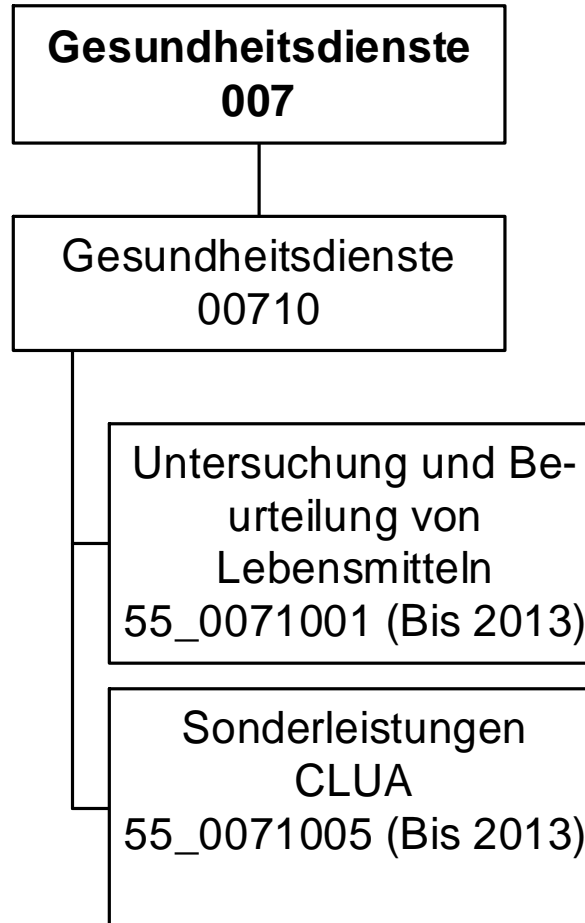 Gesundheitsdienste
007
Gesundheitsdienste
00710
Untersuchung und Be-
urteilung von
Lebensmitteln
55_0071001 (Bis 2013)
Sonderleistungen
CLUA
55_0071005 (Bis 2013)